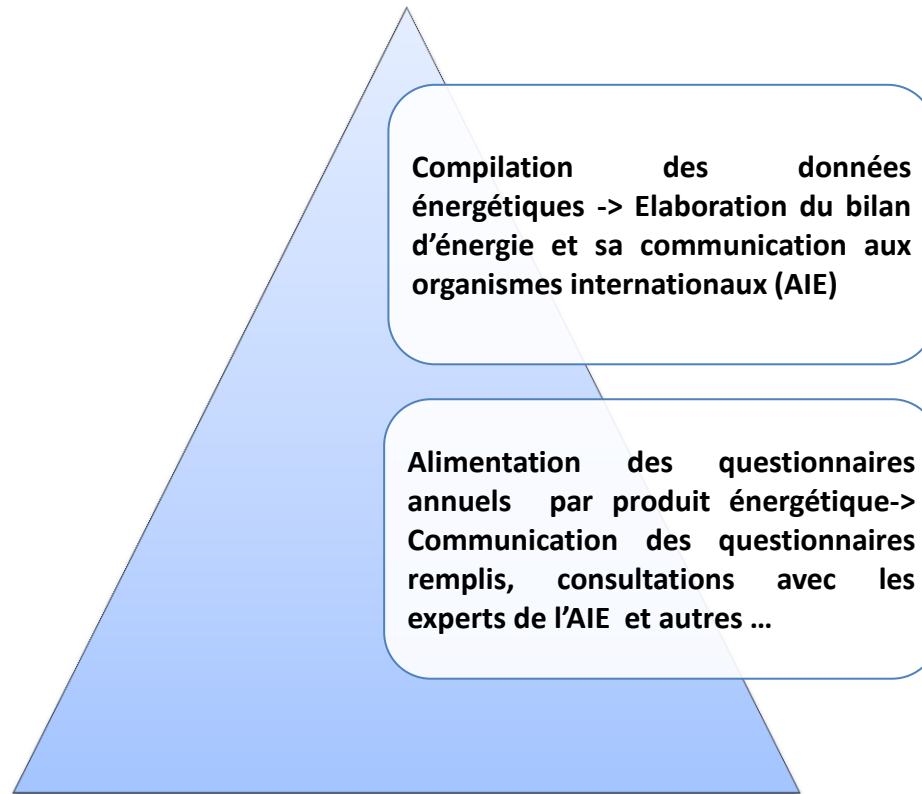 Compilation des données
énergétiques -> Elaboration du bilan
d’énergie et sa communication aux
organismes internationaux (AIE)
Alimentation des questionnaires
annuels par produit énergétique->
Communication des questionnaires
remplis, consultations avec les
experts de l’AIE et autres ...